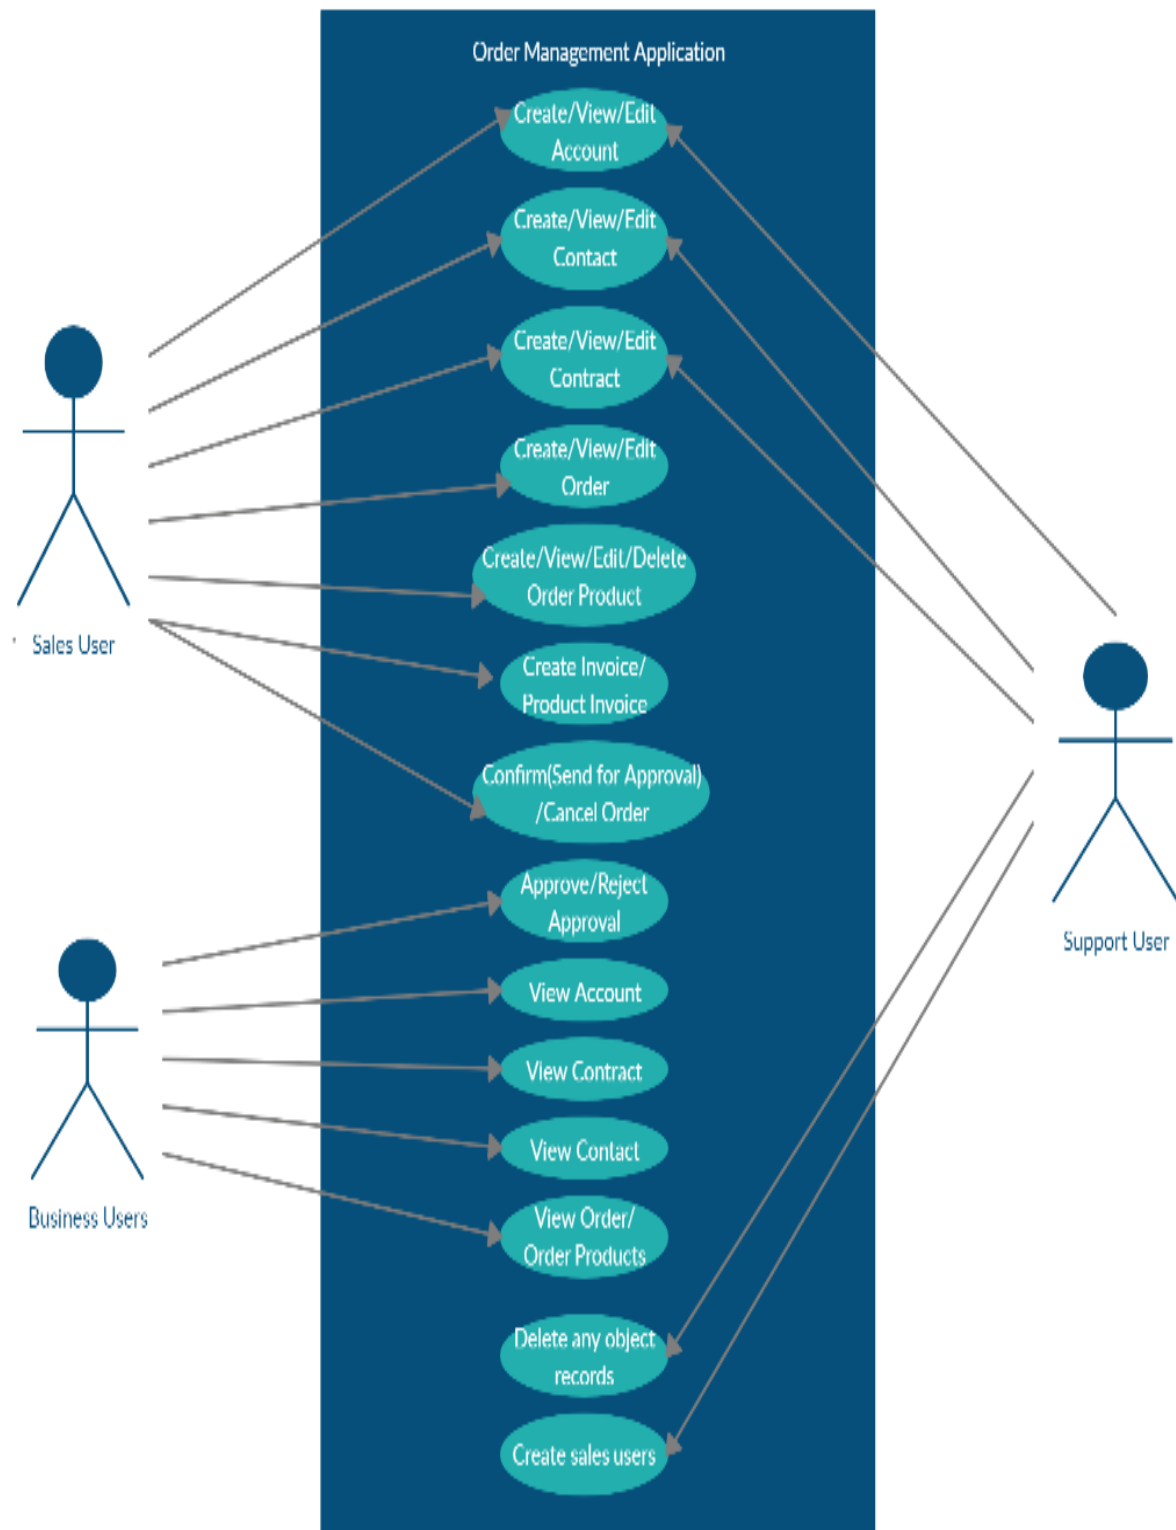 Order Management Application
Create/View/Edit
Account
Create/View/Edit
Contact
Create/View/Edit
Contract
Create/View/Edit
Order
Create/View/Edit/Delete
Order Product
Sales User
Create Invoice/
Product Invoice
Confirm(Send for Approval)
/Cancel Order
Approve/Reject
Approval
Support User
View Account
View Contract
View Contact
Business Users
View Order/
Order Products
Delete any object
records
Create sales users